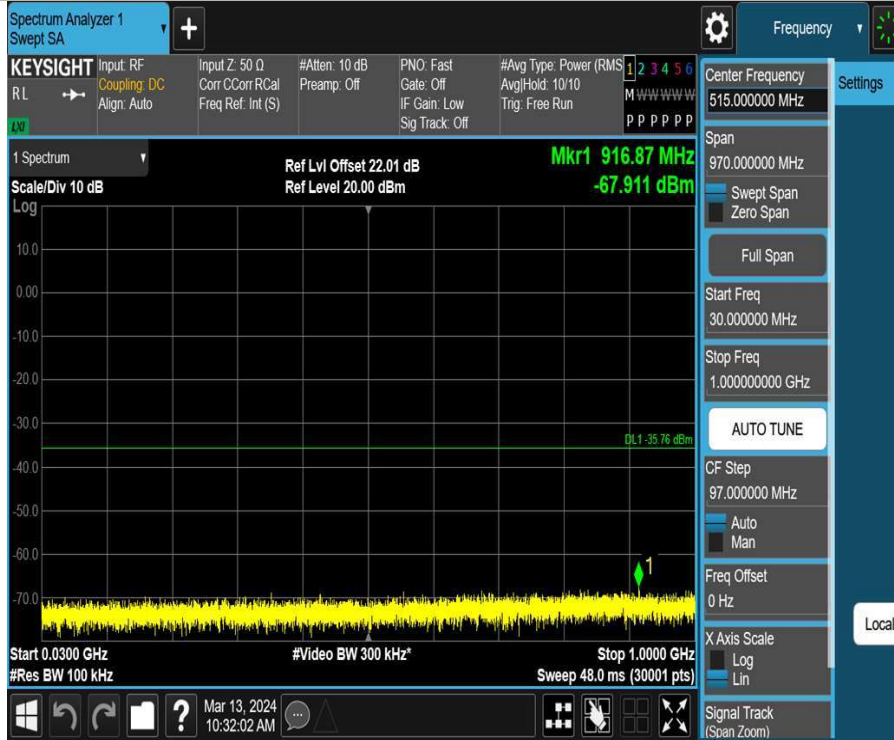 Spectrum Analyzer 1
Swept SA
+
Frequency
KEYSIGHT
RL
LXI
Input: RF
Coupling: DC
Align: Auto
Input Z: 50 Ω
Corr CCorr RCal
Freq Ref: Int (S)
#Atten: 10 dB
Preamp: Off
PNO: Fast
Gate: Off
IF Gain: Low
Sig Track: Off
#Avg Type: Power (RMS
Avg|Hold: 10/10
Trig: Free Run
1 2 3 4 5 6
M W W W W W
P P P P P P
1 Spectrum
Scale/Div 10 dB
Log
Ref Lvl Offset 22.01 dB
Ref Level 20.00 dBm
Mkr1 916.87 MHz
-67.911 dBm
10.0
0.00
-10.0
-20.0
-30.0
DL1 -35.76 dBm
-40.0
-50.0
-60.0
1
-70.0
Start 0.0300 GHz
#Res BW 100 kHz
#Video BW 300 kHz*
Stop 1.0000 GHz
Sweep 48.0 ms (30001 pts)
?
Mar 13, 2024
10:32:02 AM
Center Frequency
515.000000 MHz
Span
970.000000 MHz
Swept Span
Zero Span
Full Span
Start Freq
30.000000 MHz
Stop Freq
1.000000000 GHz
AUTO TUNE
CF Step
97.000000 MHz
Auto
Man
Freq Offset
0 Hz
X Axis Scale
Log
Lin
Signal Track
(Span Zoom)
Settings
Local